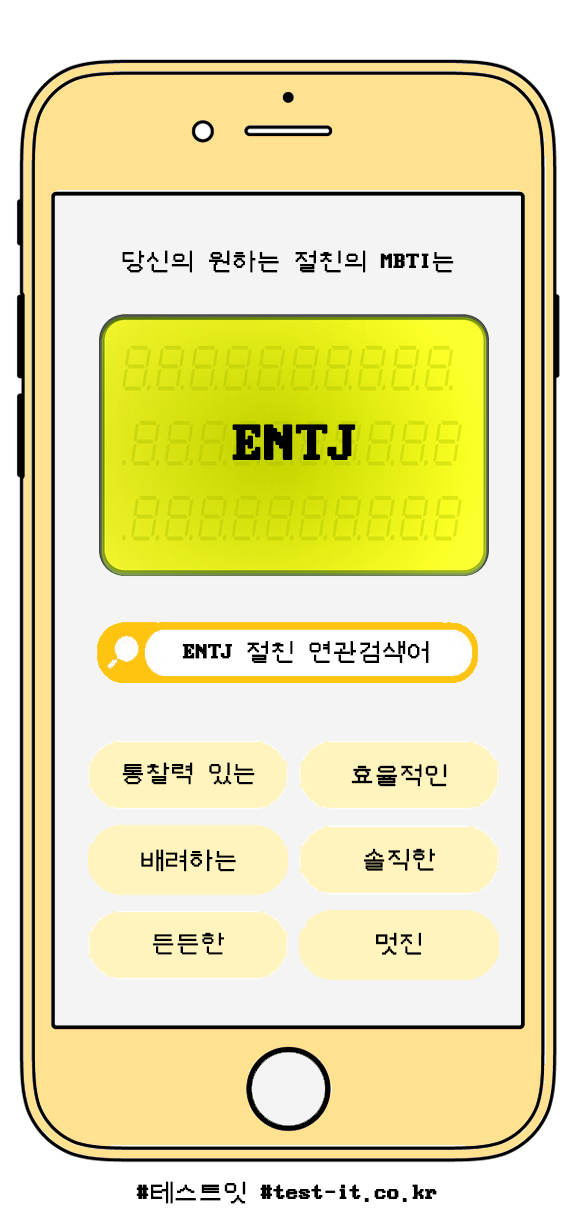 당신의 원하는 절친의 MBTI는
ENTJ
ENTJ 절친 연관검색어
통찰력 있는
효율적인
배려하는
솔직한
든든한
멋진
#테스트잇 #test-it.co.kr